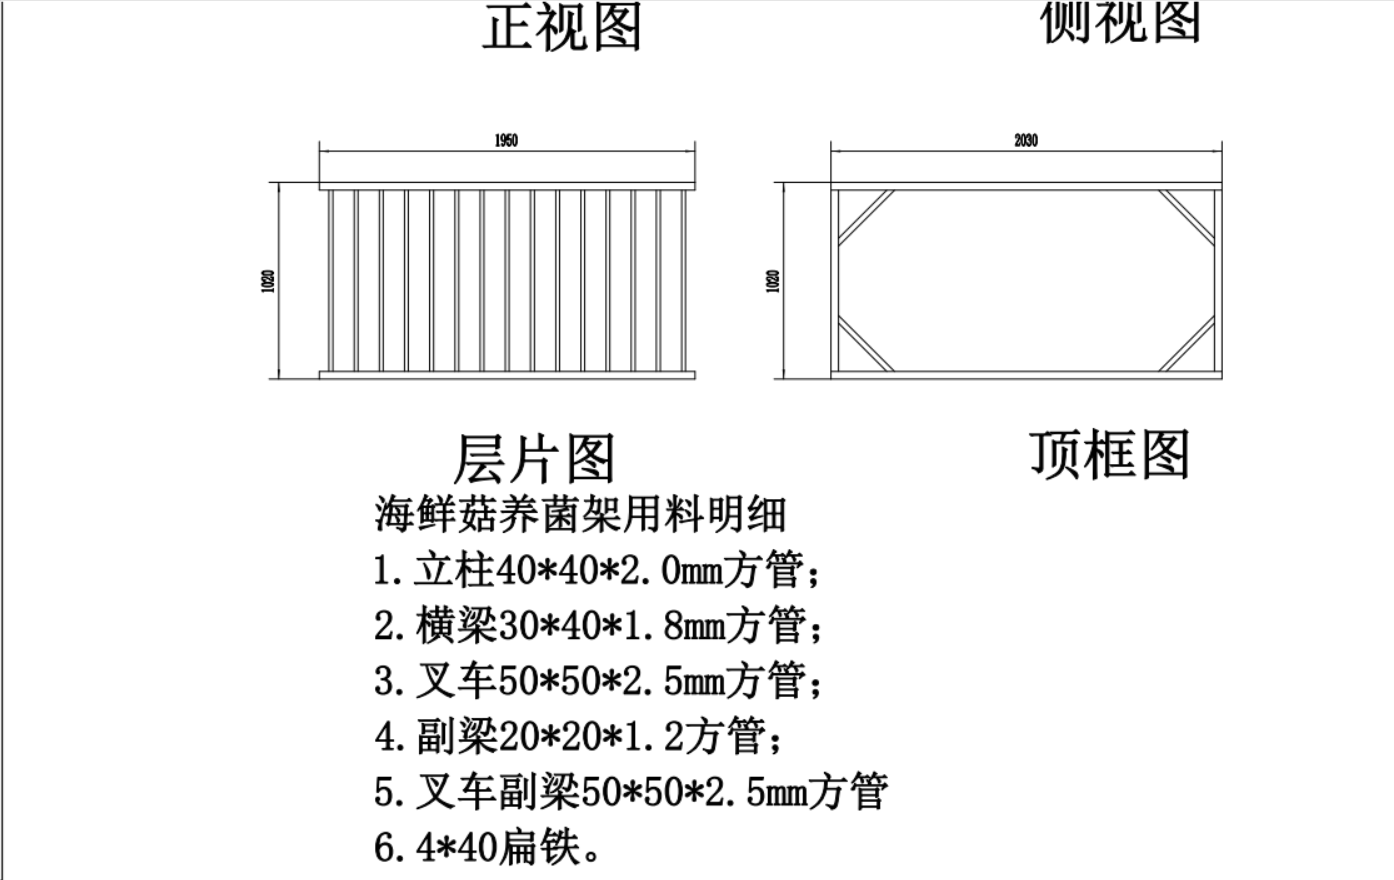 正视图 侧视图
1950 2030
1020 1020
层片图 顶框图
海鲜菇养菌架用料明细
1.立柱40*40*2.0mm方管；
2.横梁30*40*1.8mm方管；
3.叉车50*50*2.5mm方管；
4.副梁20*20*1.2方管；
5.叉车副梁50*50*2.5mm方管
6.4*40扁铁。